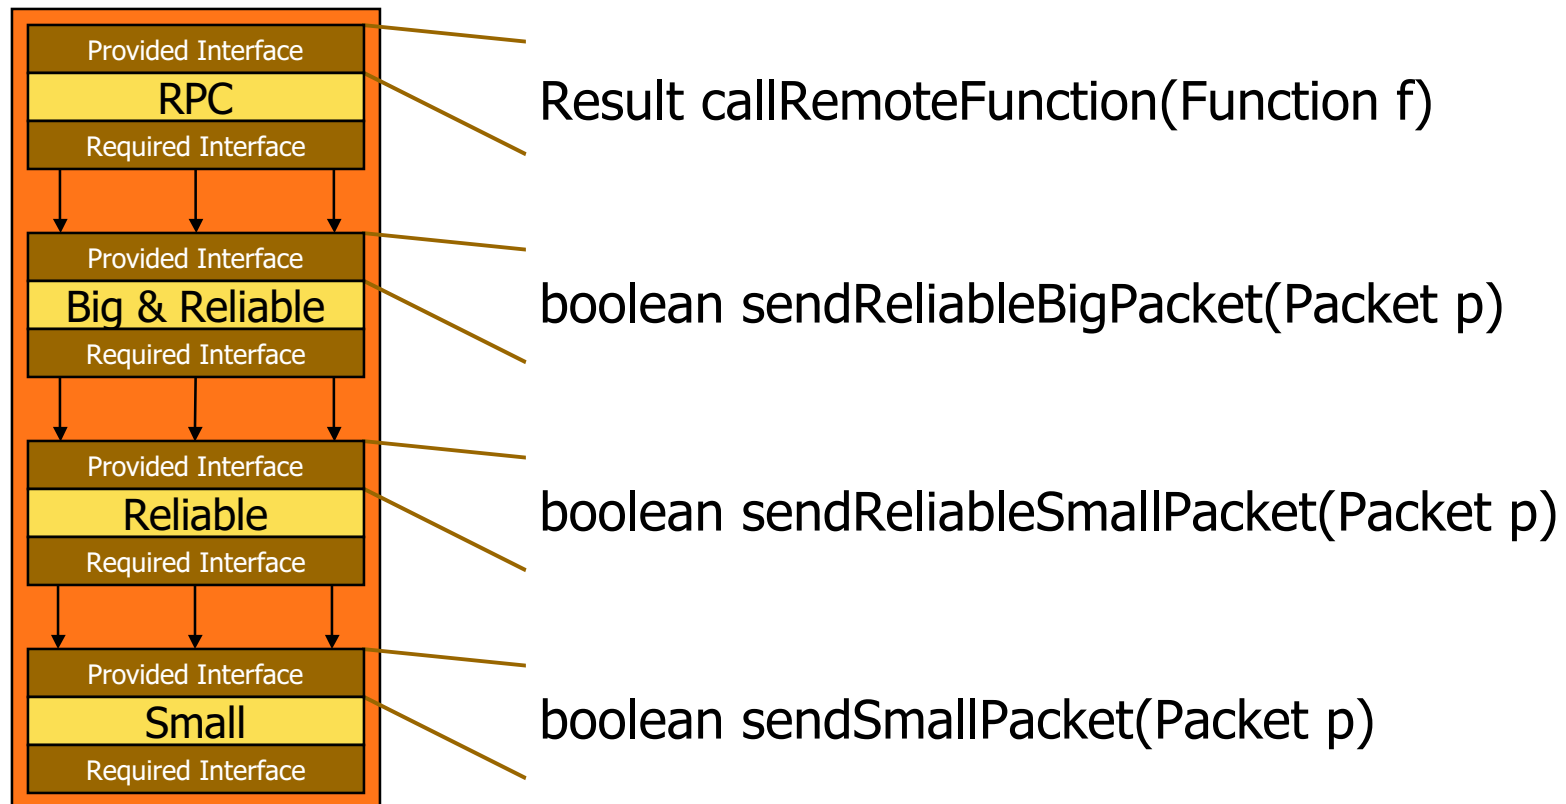 Provided Interface
RPC
Required Interface
Result callRemoteFunction(Function f)
Provided Interface
Big & Reliable
Required Interface
boolean sendReliableBigPacket(Packet p)
Provided Interface
Reliable
Required Interface
boolean sendReliableSmallPacket(Packet p)
Provided Interface
Small
Required Interface
boolean sendSmallPacket(Packet p)